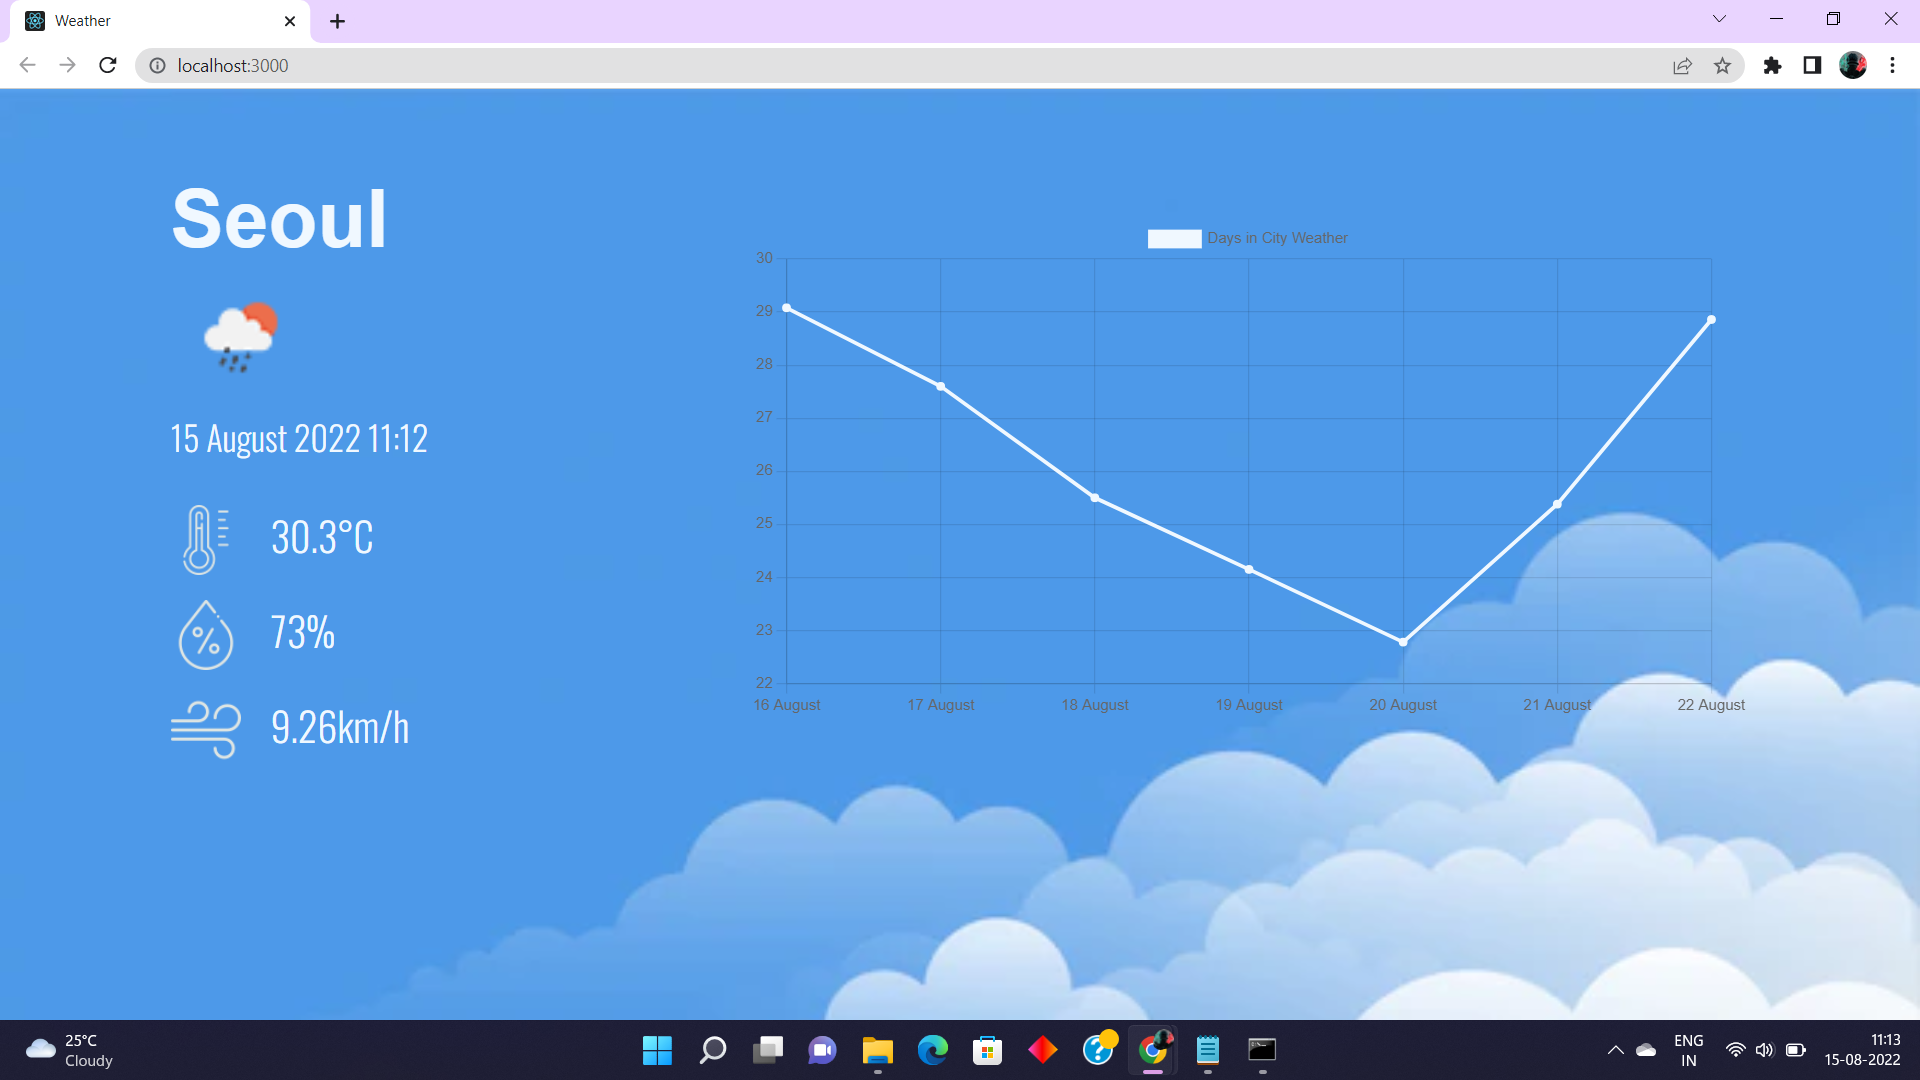 Weather
localhost:3000
Seoul
15 August 2022 11:12
30.3°C
73%
9.26km/h
Days in City Weather
30
29
28
27
26
25
24
23
22
16 August 17 August 18 August 19 August 20 August 21 August 22 August
25°C
Cloudy
ENG
IN
11:13
15-08-2022